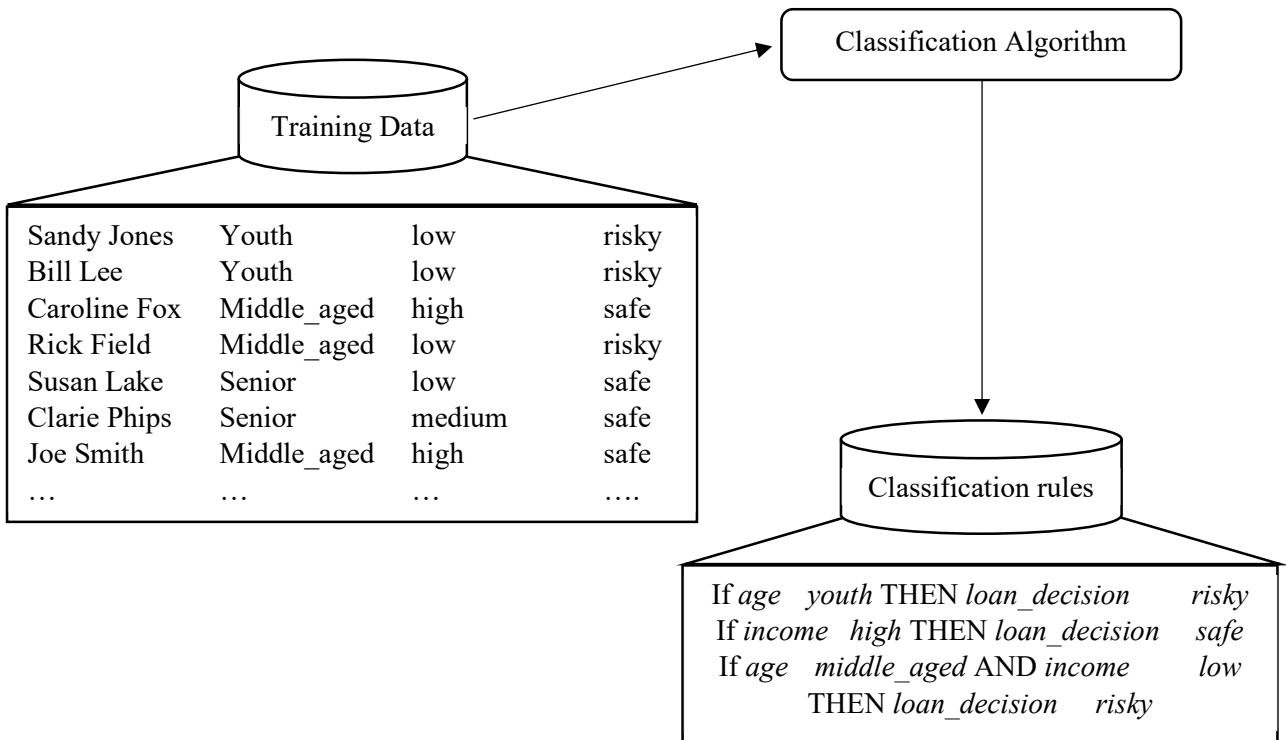 Classification Algorithm
Training Data
Sandy Jones Youth low risky
Bill Lee Youth low risky
Caroline Fox Middle_aged high safe
Rick Field Middle_aged low risky
Susan Lake Senior low safe
Clarie Phips Senior medium safe
Joe Smith Middle_aged high safe
… … … ….
Classification rules
If age youth THEN loan_decision risky
If income high THEN loan_decision safe
If age middle_aged AND income low
THEN loan_decision risky